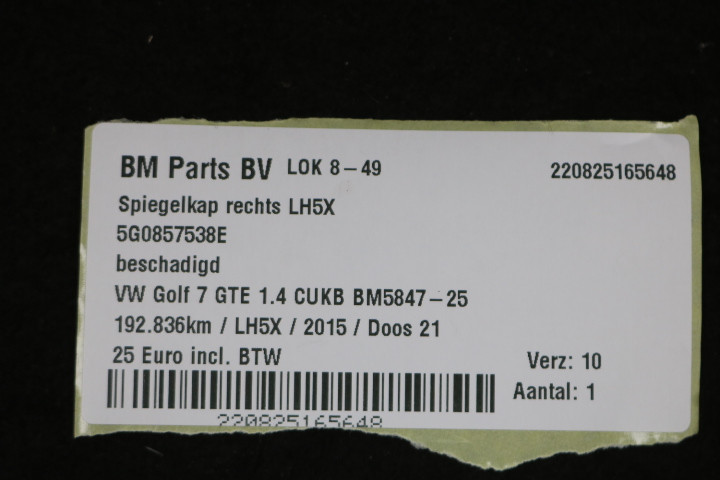 BM Parts BV LOK 8-49 220825165648
Spiegelkap rechts LH5X
5G0857538E
beschadigd
VW Golf 7 GTE 1.4 CUKB BM5847-25
192.836km / LH5X / 2015 / Doos 21
25 Euro incl. BTW Verz: 10
Aantal: 1
220825165648